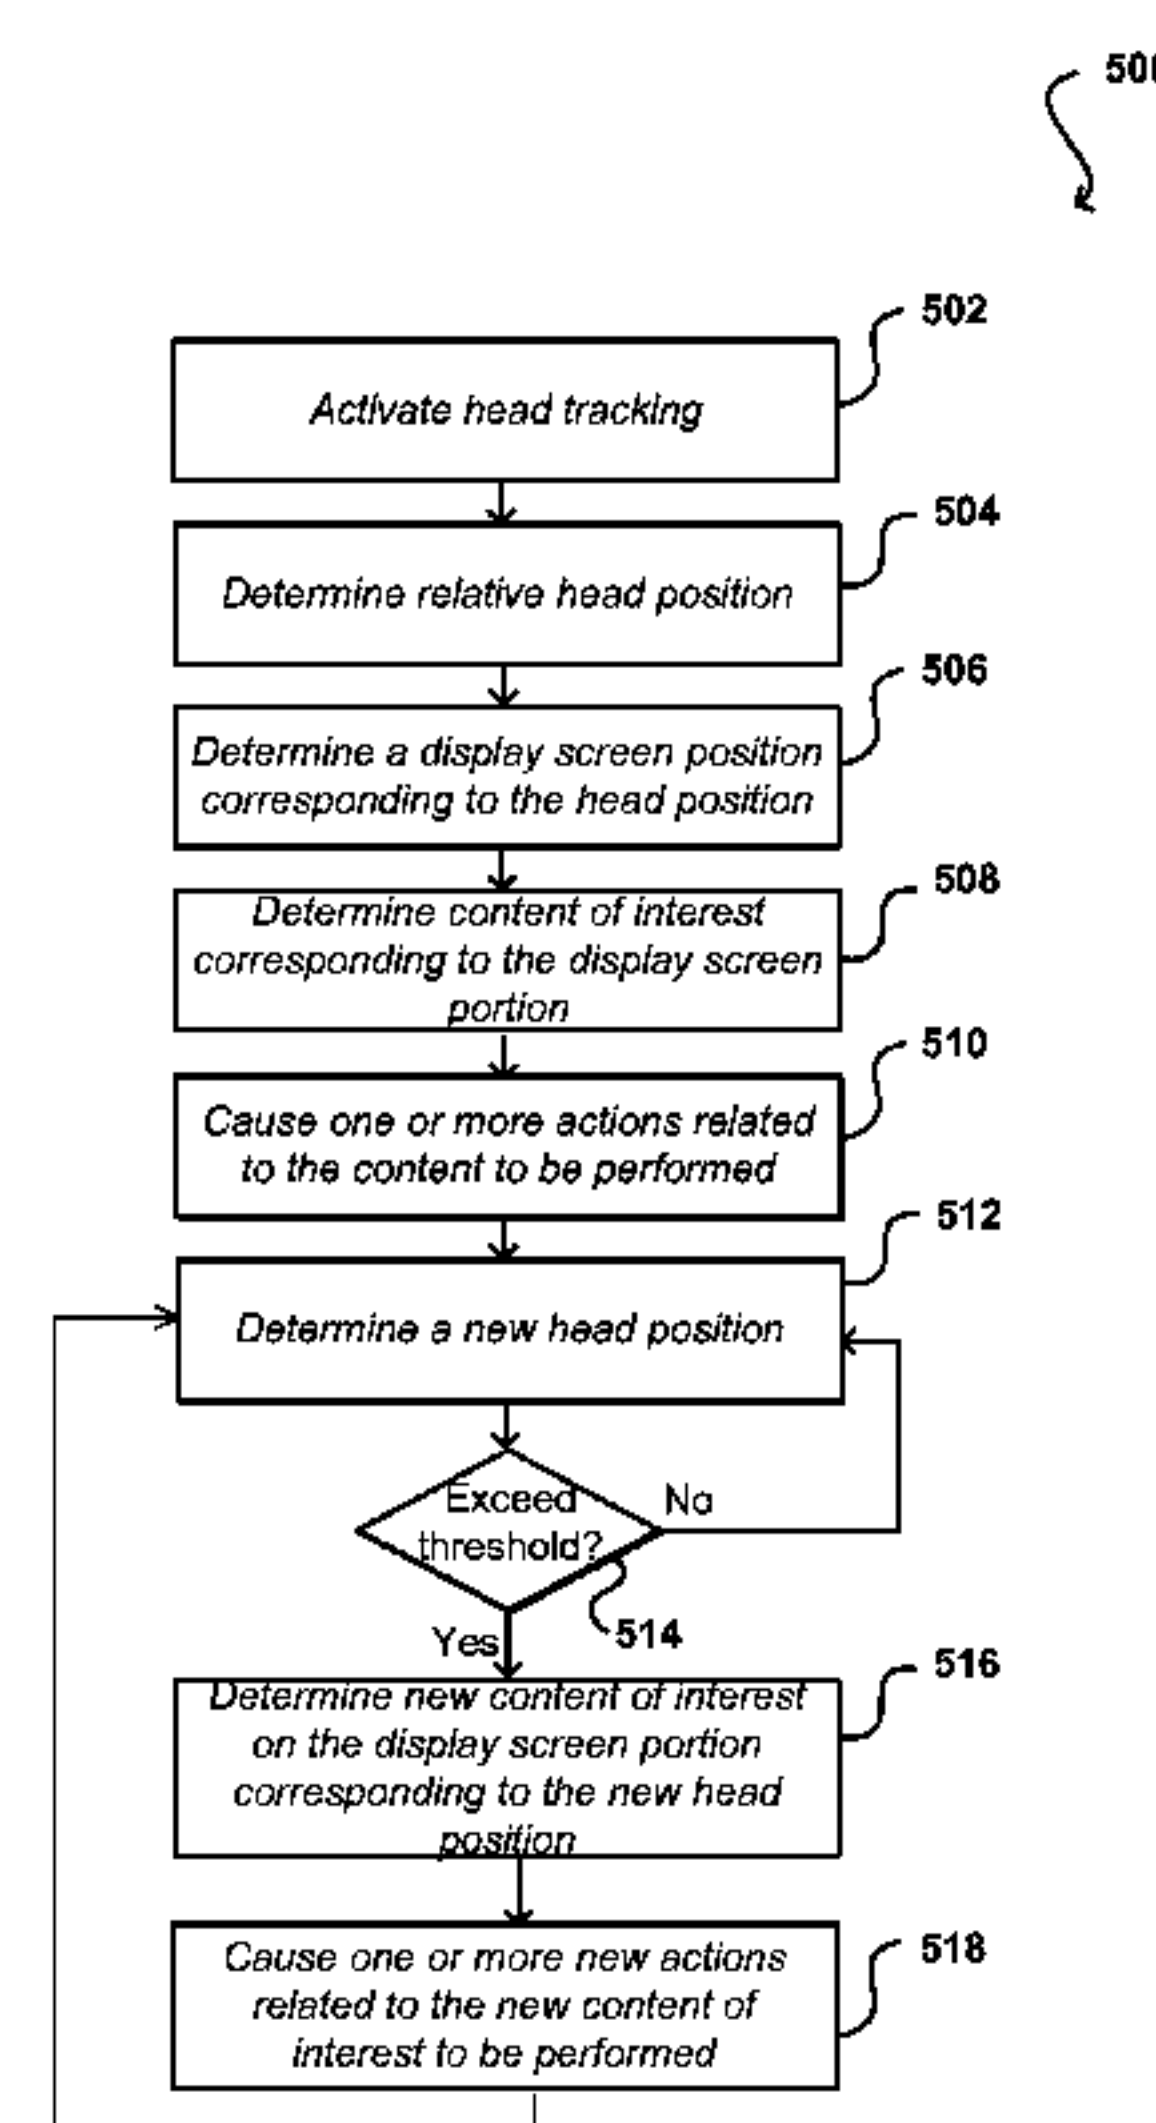 502
Activate head tracking
504
Determine relative head position
506
Determine a display screen position
corresponding to the head position
508
Determine content of interest
corresponding to the display screen
portion
510
Cause one or more actions related
to the content to be performed
512
Determine a new head position
Exceed
threshold?
No
514
Yes
516
Determine new content of interest
on the display screen portion
corresponding to the new head
position
518
Cause one or more new actions
related to the new content of
interest to be performed